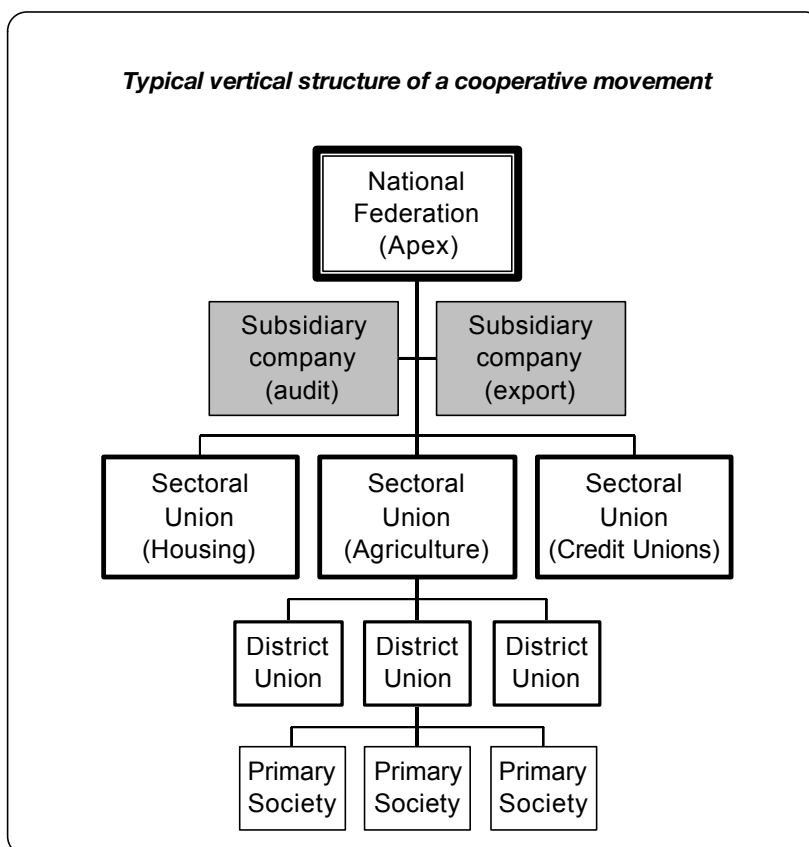 Typical vertical structure of a cooperative movement
National
Federation
(Apex)
Subsidiary
company
(audit)
Subsidiary
company
(export)
Sectoral
Union
(Housing)
Sectoral
Union
(Agriculture)
Sectoral
Union
(Credit Unions)
District
Union
District
Union
District
Union
Primary
Society
Primary
Society
Primary
Society